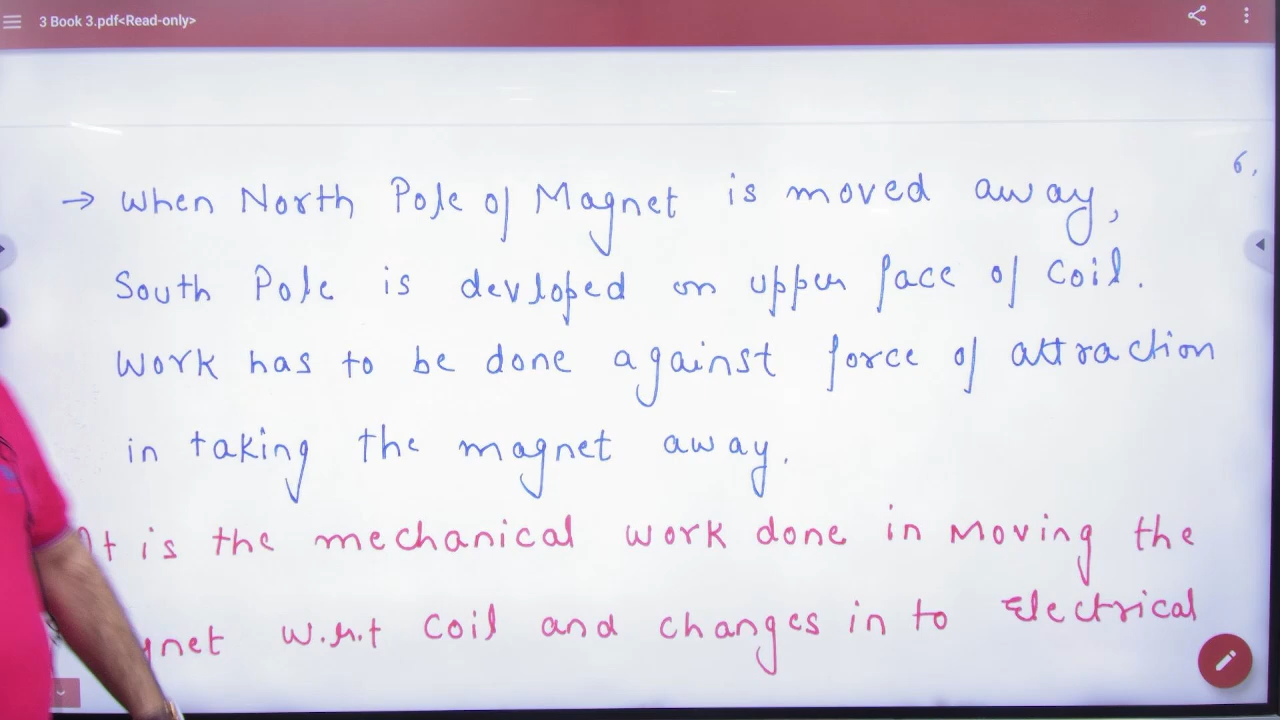 3 Book 3.pdf<Read-only>
6,
→ When North Pole of Magnet is moved away,
South Pole is devloped on upper face of Coil.
Work has to be done against force of attraction
in taking the magnet away.
It is the mechanical work done in Moving the
w.r.t Coil and changes in to Electrical